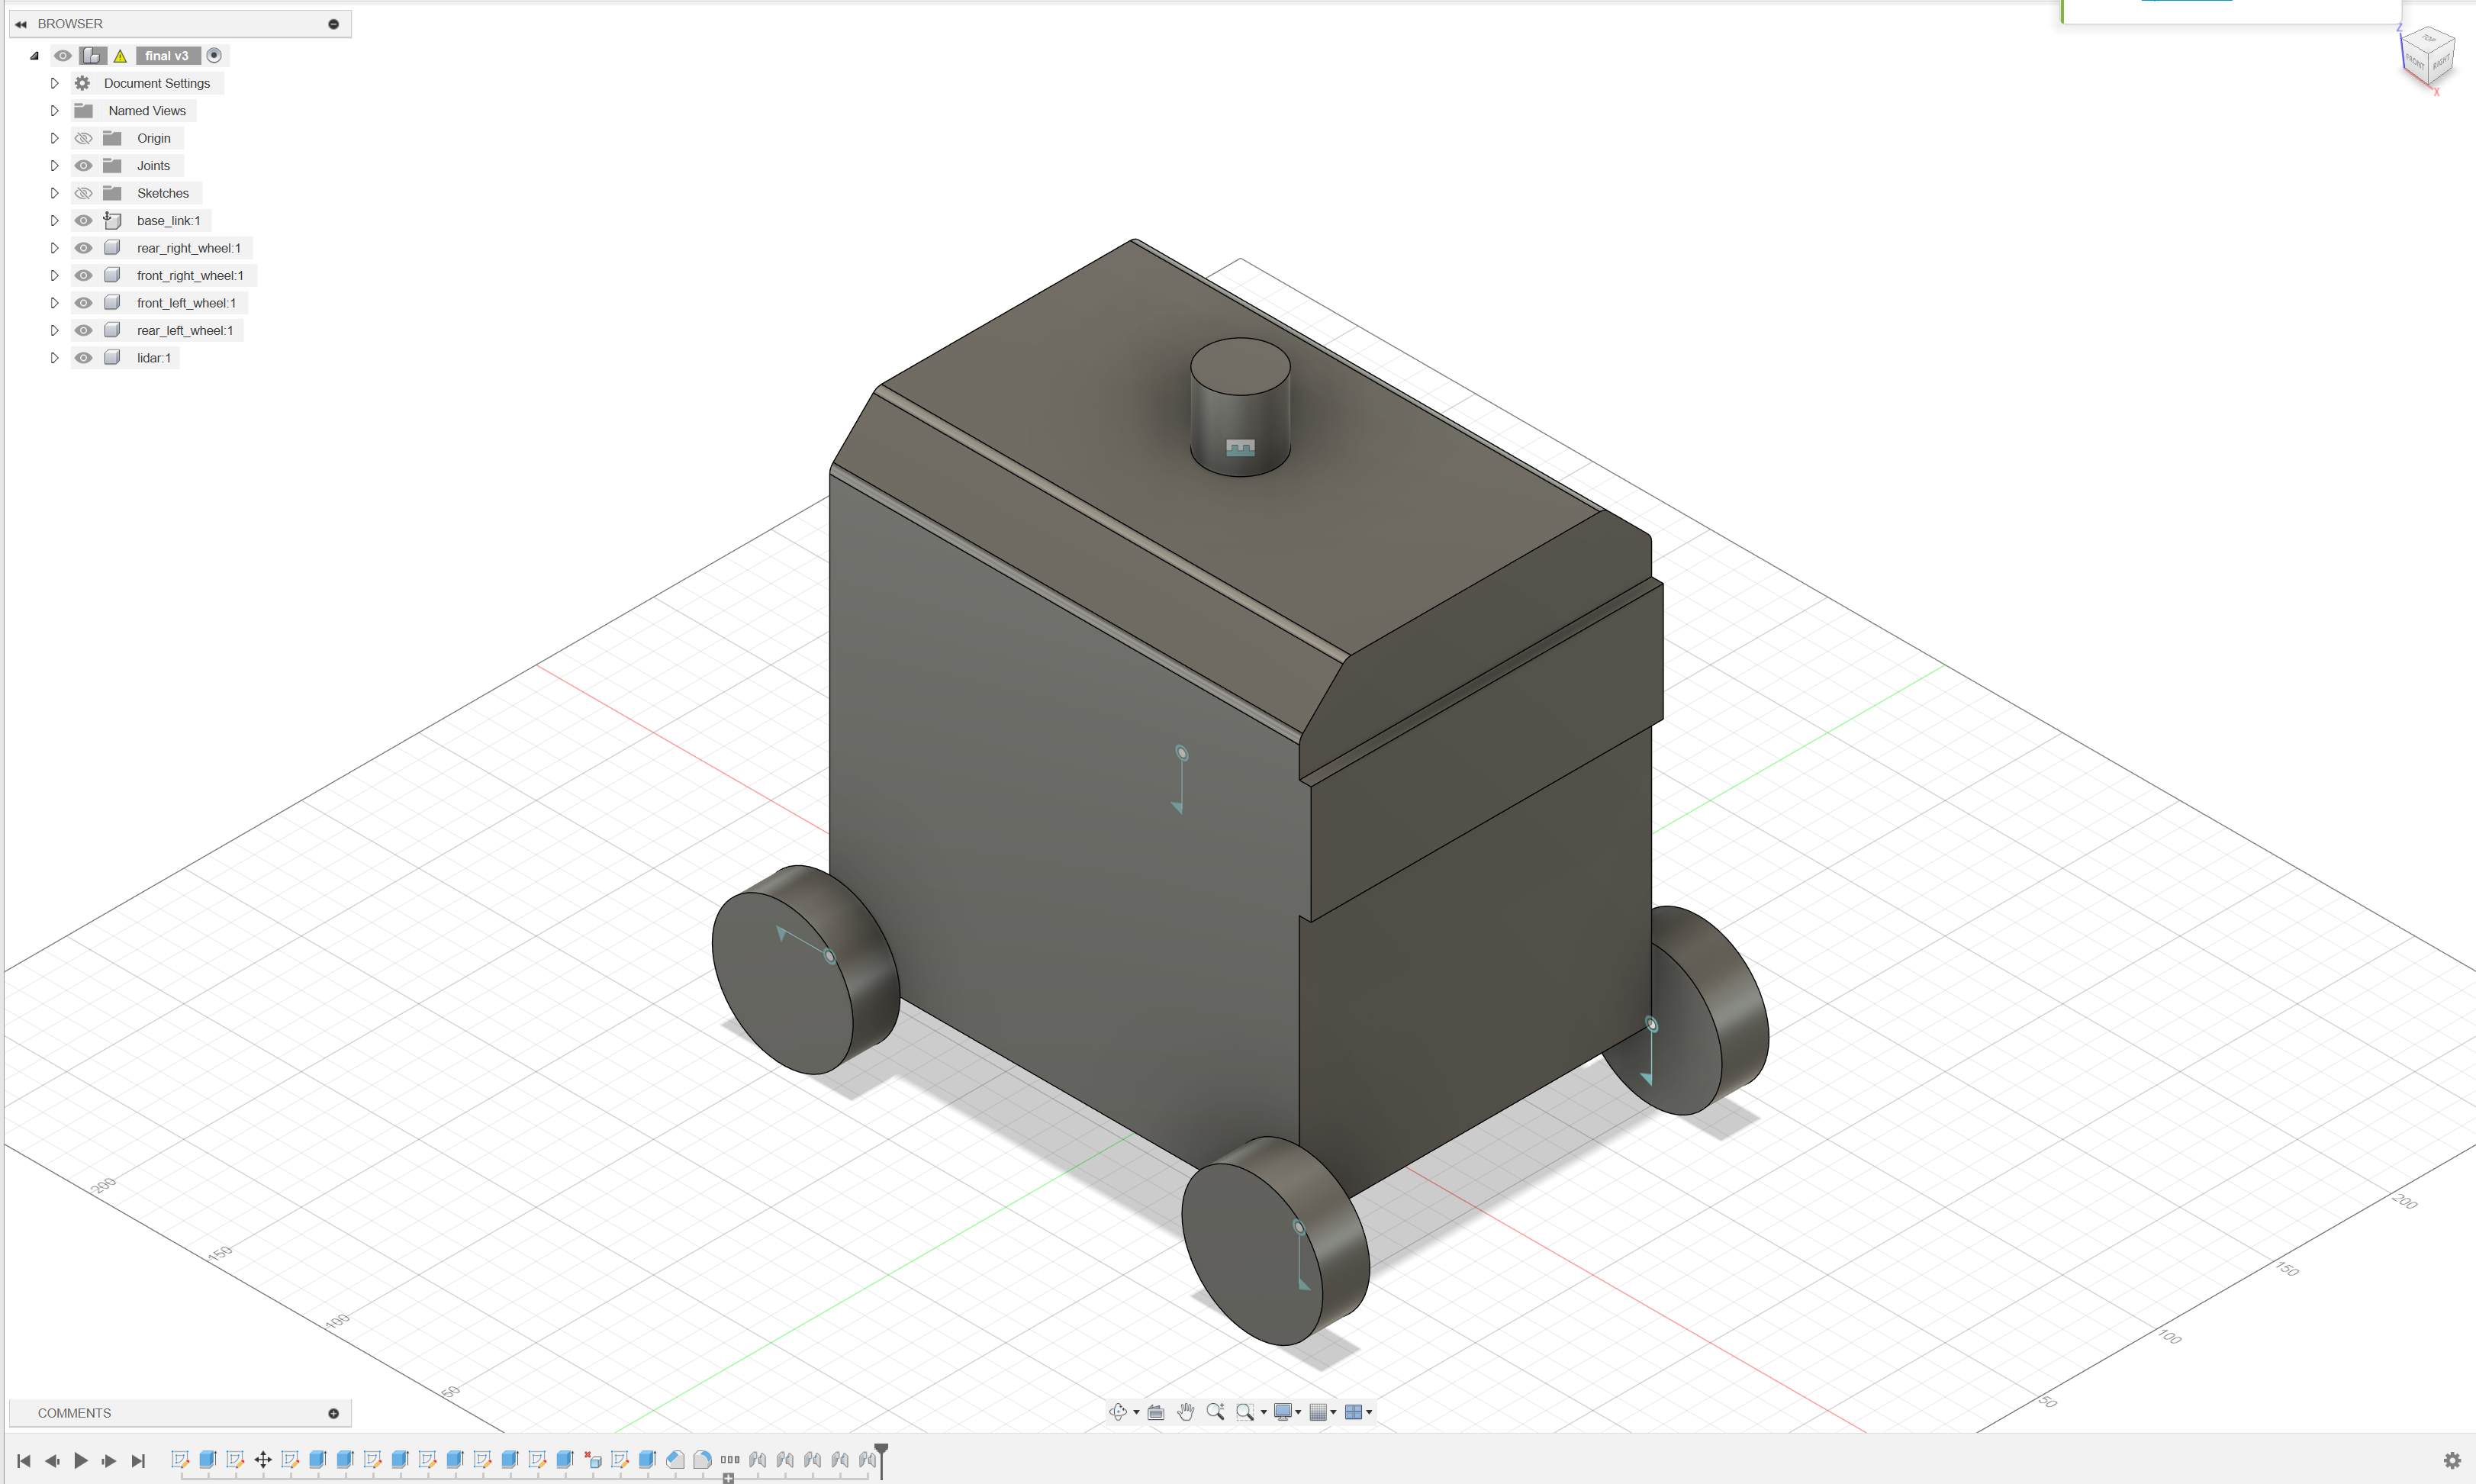 BROWSER
final v3
Document Settings
Named Views
Origin
Joints
Sketches
base_link:1
rear_right_wheel:1
front_right_wheel:1
front_left_wheel:1
rear_left_wheel:1
lidar:1
Z
TOP
FRONT
RIGHT
X
200
150
100
50
200
150
100
50
COMMENTS